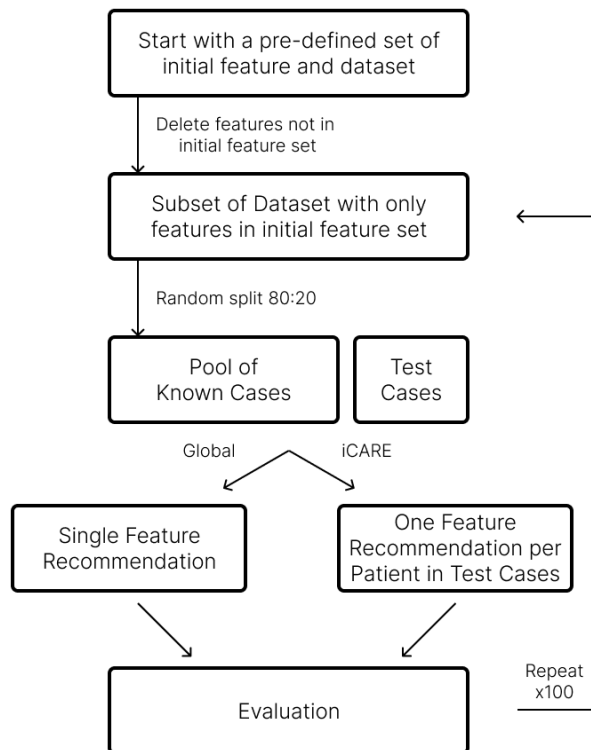 Start with a pre-defined set of
initial feature and dataset
Delete features not in
initial feature set
Subset of Dataset with only
features in initial feature set
Random split 80:20
Pool of
Known Cases
Test
Cases
Global
iCARE
Single Feature
Recommendation
One Feature
Recommendation per
Patient in Test Cases
Evaluation
Repeat
x100